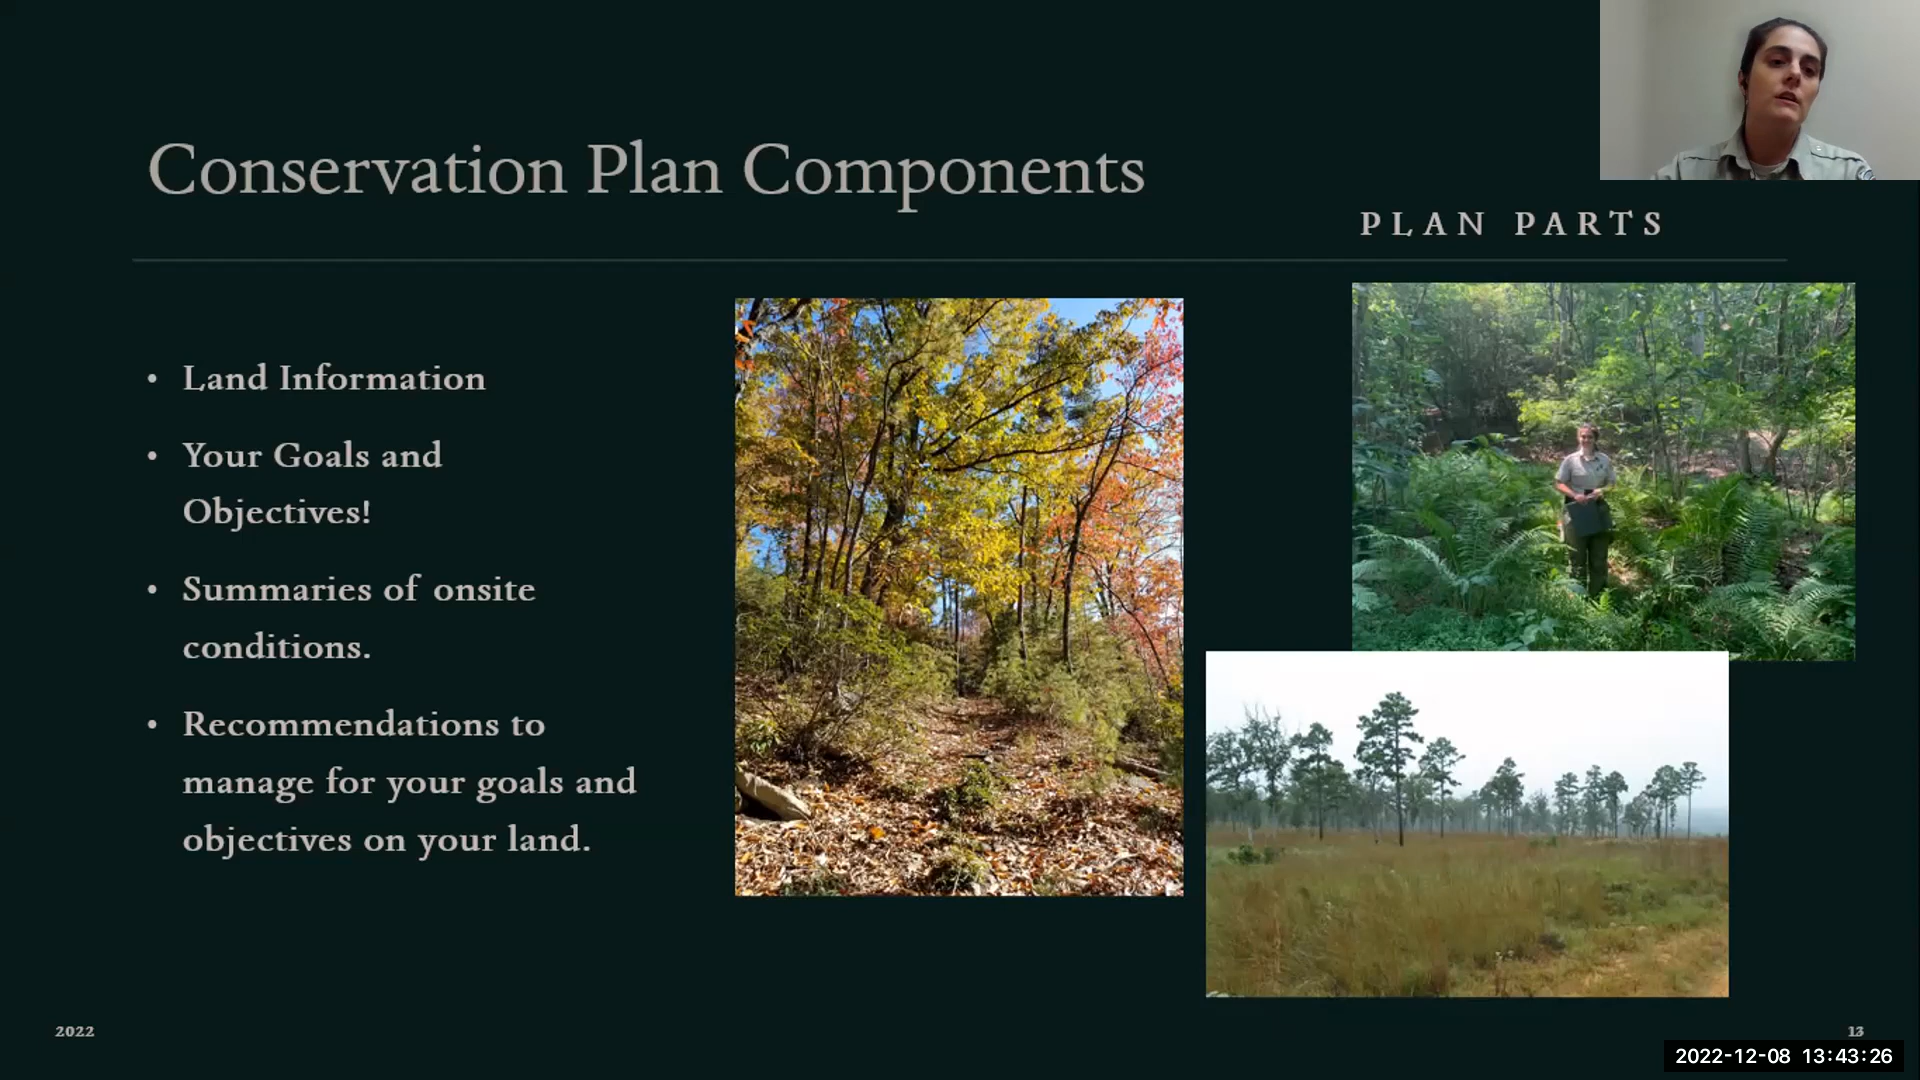 Conservation Plan Components
PLAN PARTS
• Land Information
• Your Goals and
Objectives!
• Summaries of onsite
conditions.
• Recommendations to
manage for your goals and
objectives on your land.
2022
13
2022-12-08 13:43:26